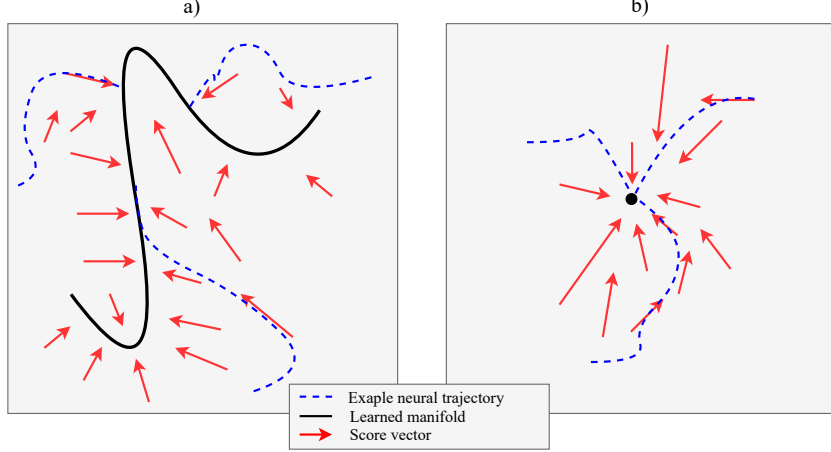 a)
b)
Exaple neural trajectory
Learned manifold
Score vector